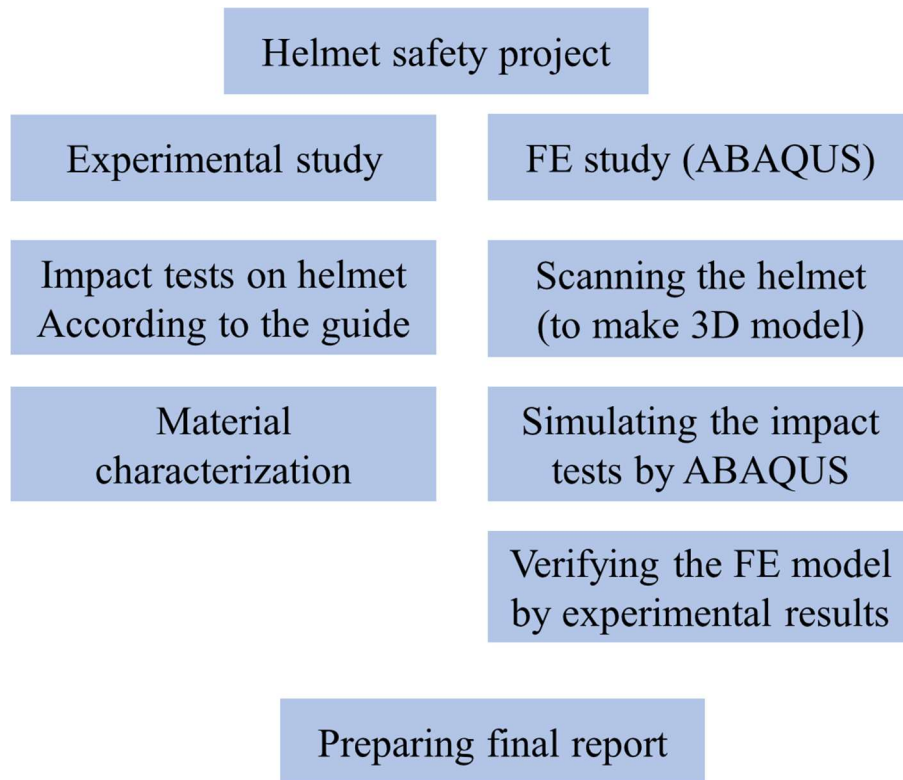 Helmet safety project
Experimental study
FE study (ABAQUS)
Impact tests on helmet
According to the guide
Scanning the helmet
(to make 3D model)
Material
characterization
Simulating the impact
tests by ABAQUS
Verifying the FE model
by experimental results
Preparing final report